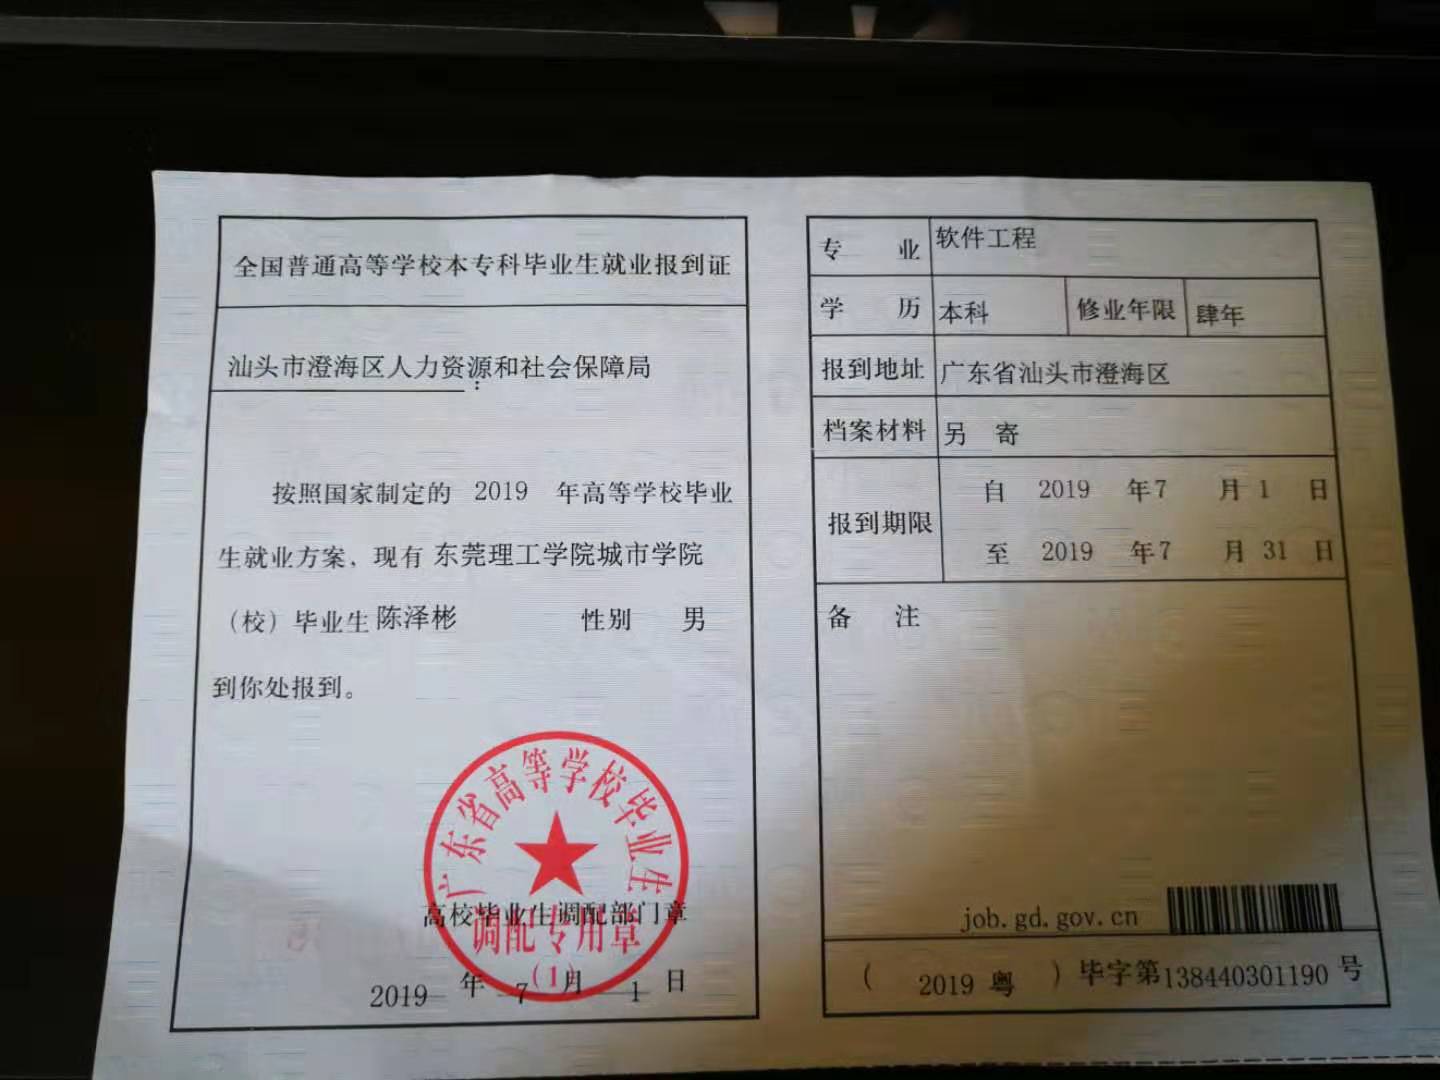 全国普通高等学校本专科毕业生就业报到证
汕头市澄海区人力资源和社会保障局
：
按照国家制定的 2019 年高等学校毕业
生就业方案，现有 东莞理工学院城市学院
（校）毕业生 陈泽彬 性别 男
到你处报到。
广东省高等学校毕业生
调配专用章
(1)
高校毕业生调配部门章
2019 年 7 月 1 日
专 业 软件工程
学 历 本科 修业年限 肆年
报到地址 广东省汕头市澄海区
档案材料 另 寄
报到期限 自 2019 年 7 月 1 日
至 2019 年 7 月 31 日
备 注
job.gd.gov.cn
（ 2019 粤 ）毕字第138440301190 号